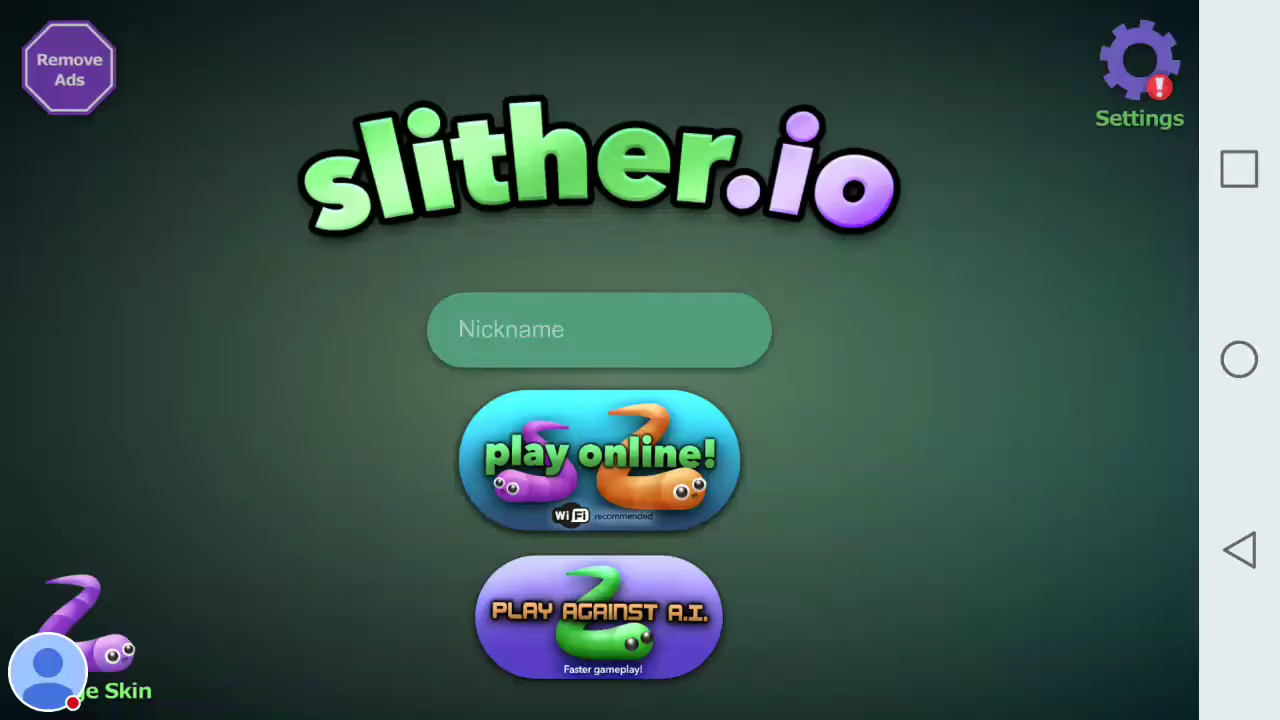 Remove
Ads
Settings
slither.io
Nickname
play online!
WiFi recommended
PLAY AGAINST A.I.
Faster gameplay!
Skin